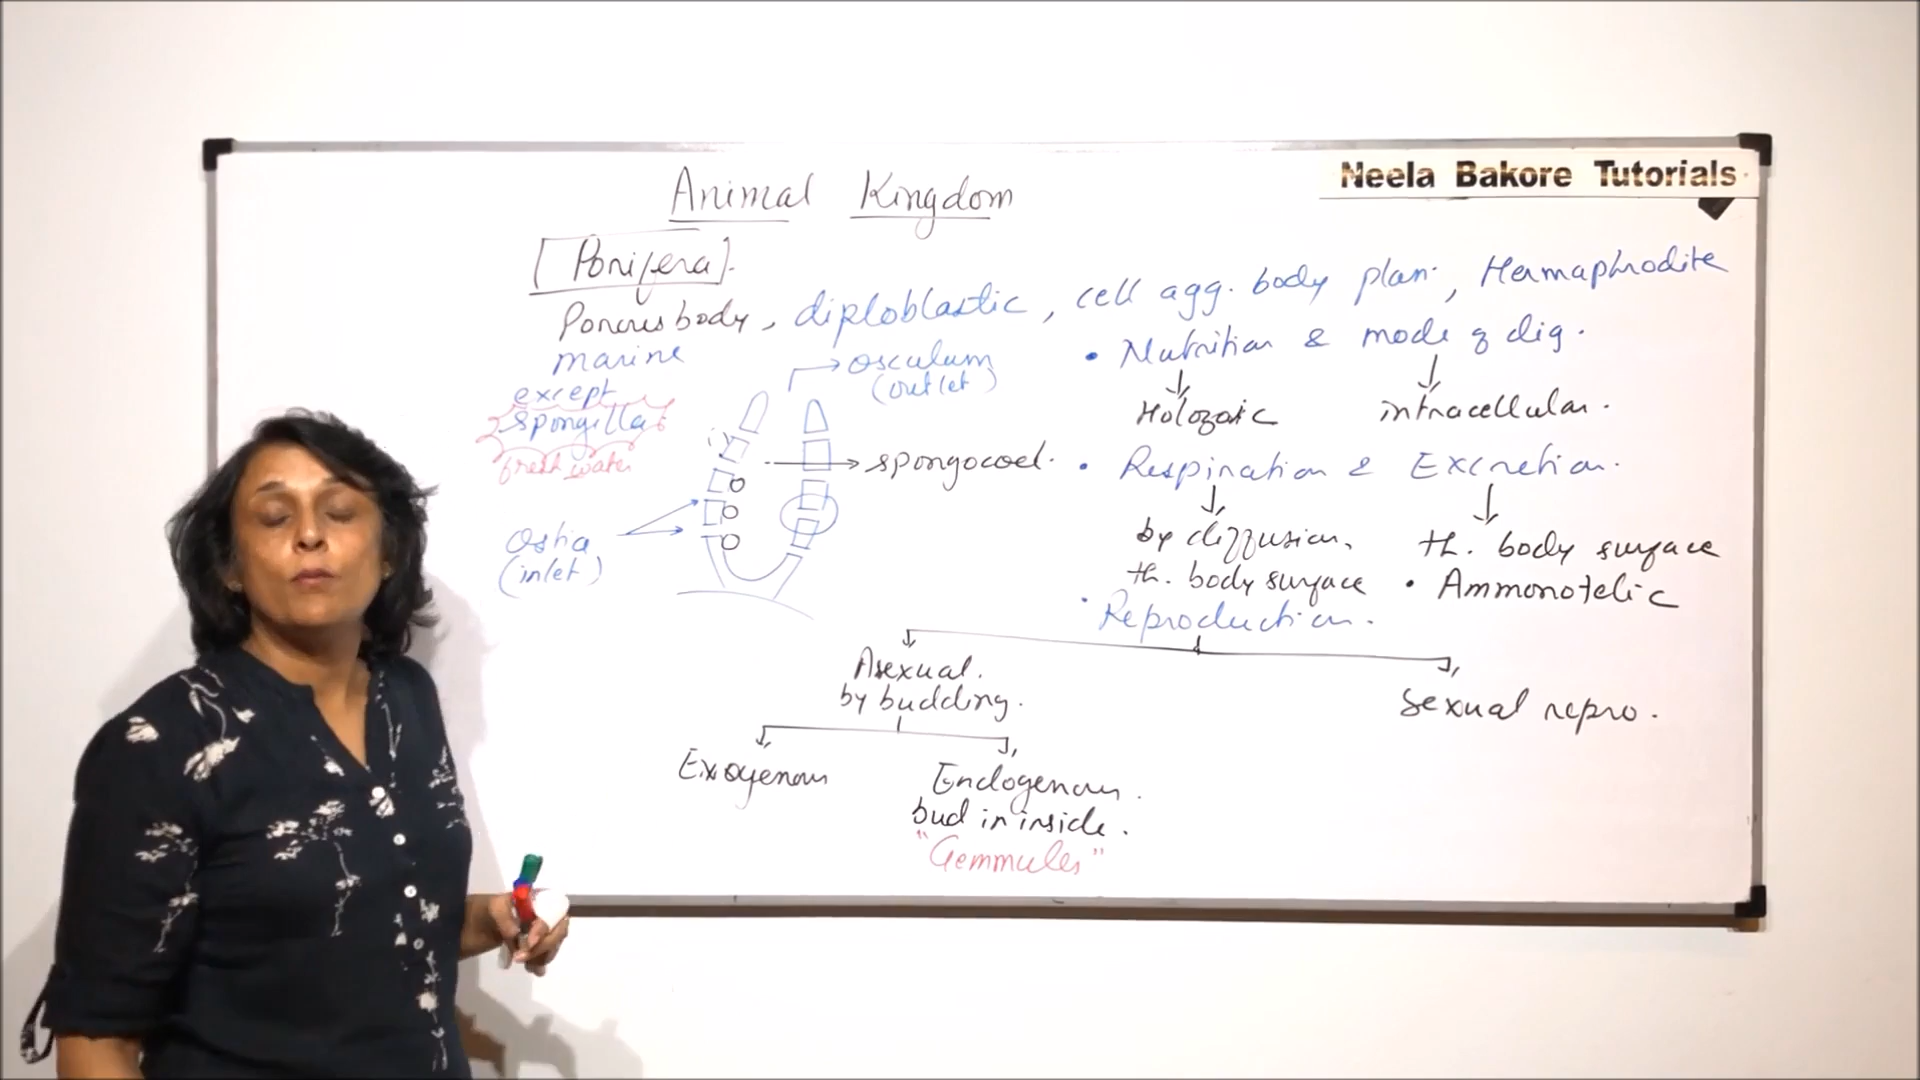 Neela Bakore Tutorials
Animal Kingdom
[Porifera].
Porous body, diploblastic, cell agg. body plan, Hermaphrodite
marine
except
Spongilla
fresh water
Osculum
(outlet)
spongocoel.
Ostia
(inlet)
• Nutrition & mode of dig.
Holozoic
intracellular.
• Respiration & Excretion.
by diffusion,
th. body surface
th. body surface
• Ammonotelic
• Reproduction.
Asexual.
by budding.
Sexual repro.
Exogenous
Endogenous.
bud in inside.
"Gemmules"